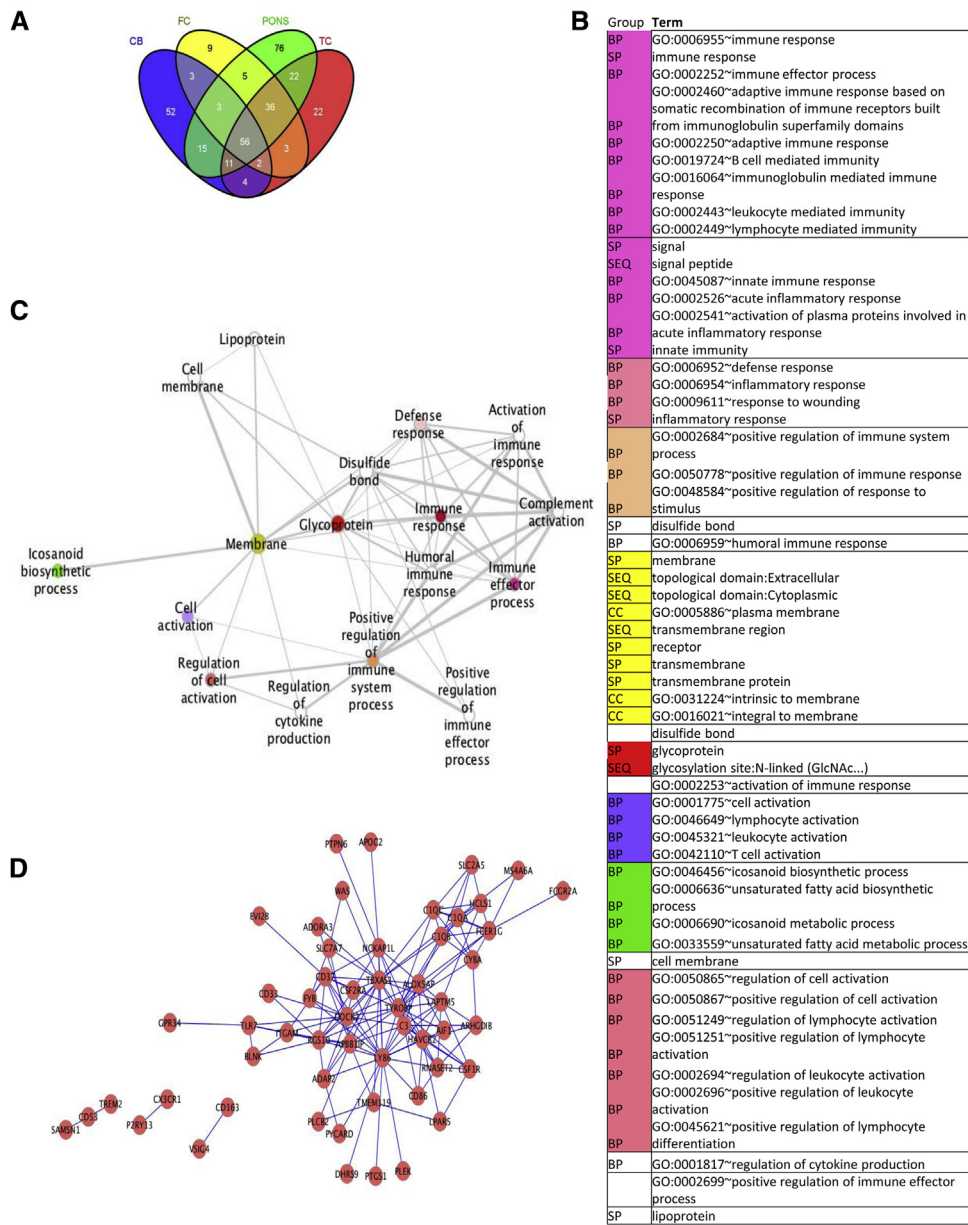 A
CB
FC
PONS
TC
9
76
3
5
22
52
3
36
22
56
15
11
2
3
4
B
Group Term
BP GO:0006955~immune response
SP immune response
BP GO:0002252~immune effector process
GO:0002460~adaptive immune response based on
somatic recombination of immune receptors built
BP from immunoglobulin superfamily domains
BP GO:0002250~adaptive immune response
BP GO:0019724~B cell mediated immunity
GO:0016064~immunoglobulin mediated immune
BP response
BP GO:0002443~leukocyte mediated immunity
BP GO:0002449~lymphocyte mediated immunity
SP signal
SEQ signal peptide
BP GO:0045087~innate immune response
BP GO:0002526~acute inflammatory response
GO:0002541~activation of plasma proteins involved in
BP acute inflammatory response
SP innate immunity
BP GO:0006952~defense response
BP GO:0006954~inflammatory response
BP GO:0009611~response to wounding
SP inflammatory response
GO:0002684~positive regulation of immune system
BP process
BP GO:0050778~positive regulation of immune response
GO:0048584~positive regulation of response to
BP stimulus
SP disulfide bond
BP GO:0006959~humoral immune response
SP membrane
SEQ topological domain:Extracellular
SEQ topological domain:Cytoplasmic
CC GO:0005886~plasma membrane
SEQ transmembrane region
SP receptor
SP transmembrane
SP transmembrane protein
CC GO:0031224~intrinsic to membrane
CC GO:0016021~integral to membrane
disulfide bond
SP glycoprotein
SEQ glycosylation site:N-linked (GlcNAc...)
GO:0002253~activation of immune response
BP GO:0001775~cell activation
BP GO:0046649~lymphocyte activation
BP GO:0045321~leukocyte activation
BP GO:0042110~T cell activation
BP GO:0046456~icosanoid biosynthetic process
GO:0006636~unsaturated fatty acid biosynthetic
BP process
BP GO:0006690~icosanoid metabolic process
BP GO:0033559~unsaturated fatty acid metabolic process
SP cell membrane
BP GO:0050865~regulation of cell activation
BP GO:0050867~positive regulation of cell activation
BP GO:0051249~regulation of lymphocyte activation
GO:0051251~positive regulation of lymphocyte
BP activation
BP GO:0002694~regulation of leukocyte activation
GO:0002696~positive regulation of leukocyte
BP activation
GO:0045621~positive regulation of lymphocyte
BP differentiation
BP GO:0001817~regulation of cytokine production
GO:0002699~positive regulation of immune effector
process
SP lipoprotein
C
Lipoprotein
Cell
membrane
Defense
response
Activation
of
immune
response
Disulfide
bond
Complement
activation
Glycoprotein
Immune
response
Membrane
Icosanoid
biosynthetic
process
Humoral
immune
response
Immune
effector
process
Cell
activation
Positive
regulation
of
immune
system
process
Regulation
of cell
activation
Regulation
of
cytokine
production
Positive
regulation
of
immune
effector
process
D
PTPN6
APOC2
SLC2A5
MS4A6A
FCGR2A
WAS
EVI2B
ADORA3
C1QC
C1QA
HCLS1
FCER1G
C1QB
SLC7A7
NCKAP1L
CYBA
CD37
TBXAS1
ALOX5AP
CD33
FYB
CSF2RA
TYROBP
LAPTM5
GPR34
TLR7
ITGAM
DOCK2
C3
AIF1
ARHGDIB
RGS10
APBB1IP
HAVCR2
BLNK
LY86
RNASET2
CSF1R
ADAP2
CD86
TREM2
CX3CR1
CD163
TMEM119
CD53
SAMSN1
P2RY13
VSIG4
PLCB2
PYCARD
LPAR5
DHRS9
PTGS1
PLEK